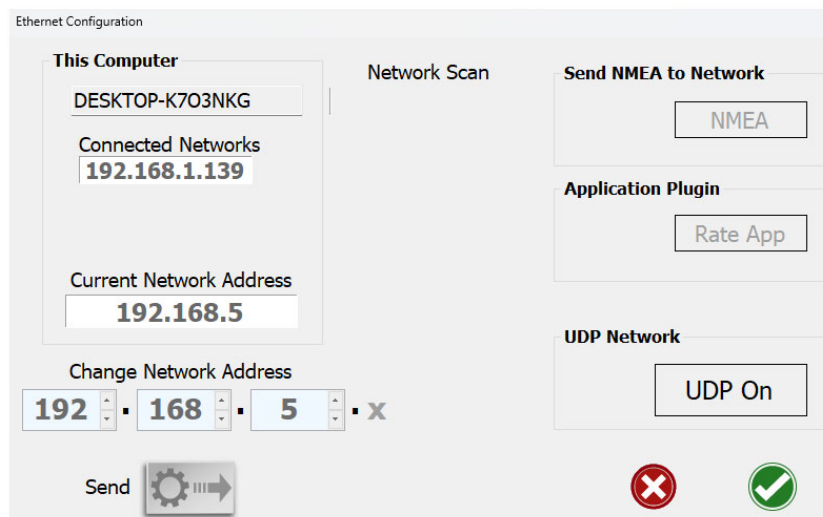 Ethernet Configuration
This Computer
DESKTOP-K7O3NKG
Connected Networks
192.168.1.139
Current Network Address
192.168.5
Change Network Address
192 . 168 . 5 . x
Send
Network Scan
Send NMEA to Network
NMEA
Application Plugin
Rate App
UDP Network
UDP On